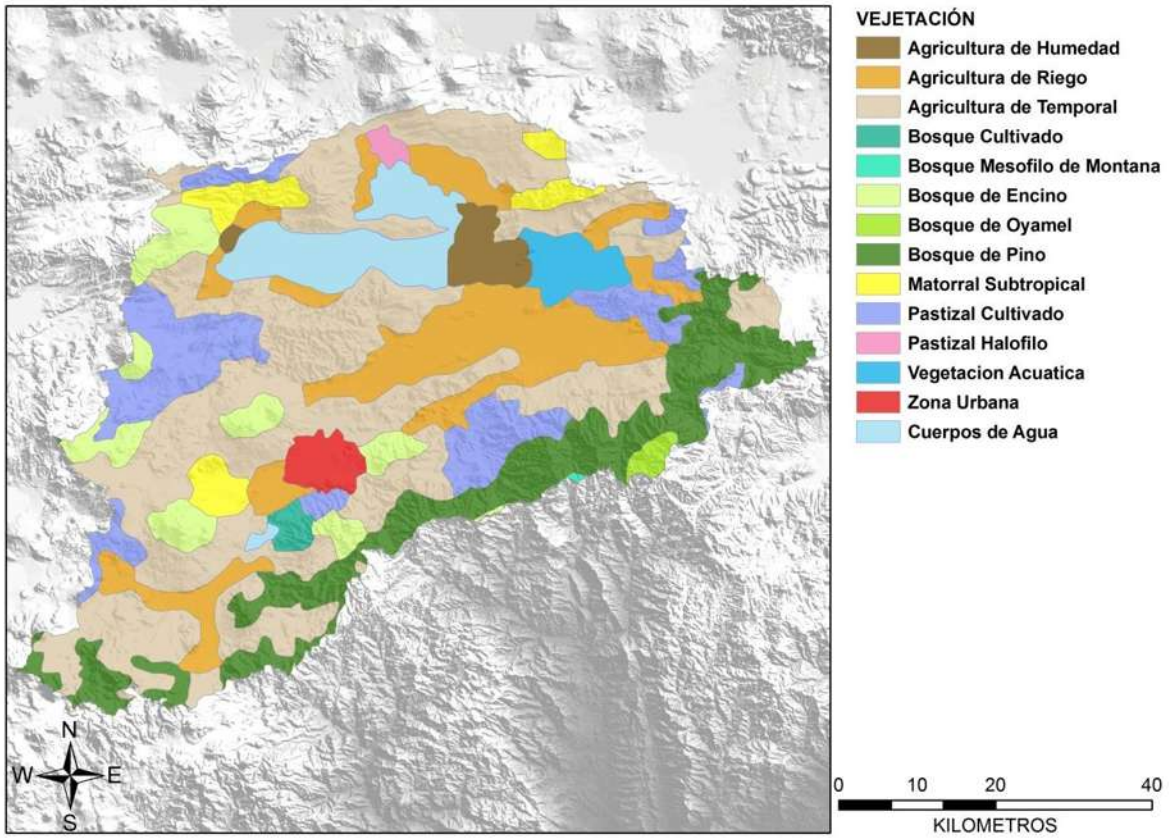 VEJETACIÓN
Agricultura de Humedad
Agricultura de Riego
Agricultura de Temporal
Bosque Cultivado
Bosque Mesofilo de Montana
Bosque de Encino
Bosque de Oyamel
Bosque de Pino
Matorral Subtropical
Pastizal Cultivado
Pastizal Halofilo
Vegetacion Acuatica
Zona Urbana
Cuerpos de Agua
N
W E
S
0 10 20 40
KILOMETROS